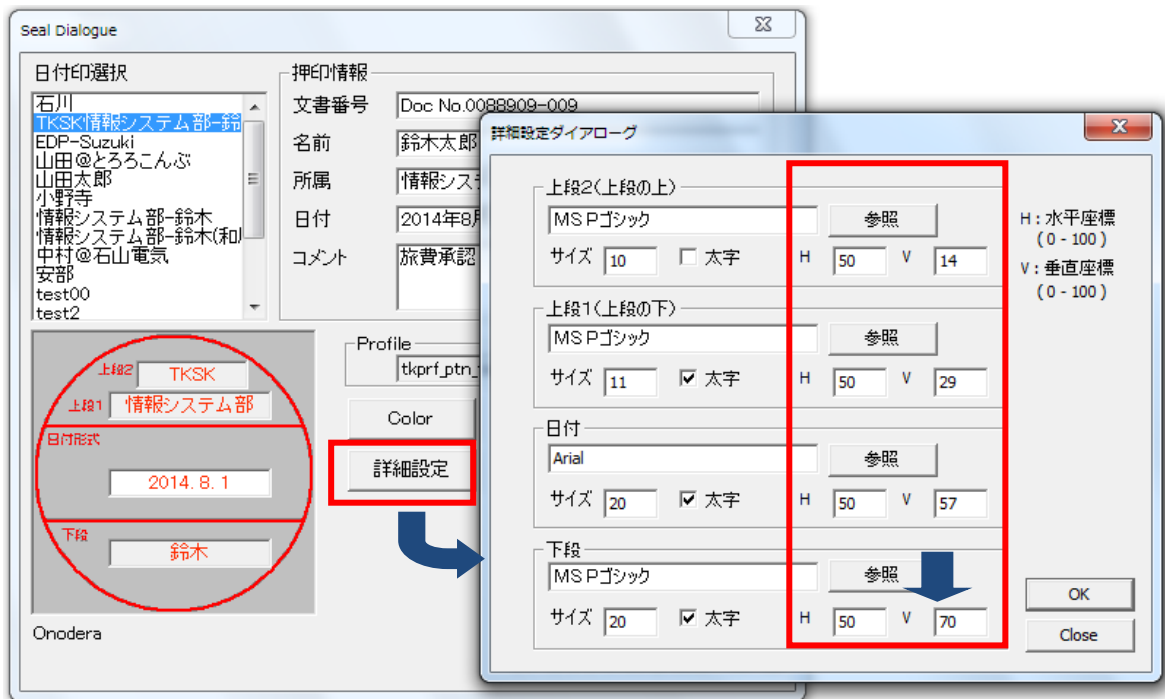 Seal Dialogue
日付印選択
石川
TKSK情報システム部-鈴
EDP-Suzuki
山田@とろろこんぶ
山田太郎
小野寺
情報システム部-鈴木
情報システム部-鈴木(和
中村@石山電気
安部
test00
test2
押印情報
文書番号 Doc No.0088909-009
名前 鈴木太郎
所属 情報シス
日付 2014年8
コメント 旅費承認
上段2 TKSK
上段1 情報システム部
日付形式
2014. 8. 1
下段 鈴木
Onodera
Profile
tkprf_ptn_
Color
詳細設定
詳細設定ダイアローグ
上段2(上段の上)
MS Pゴシック 参照
サイズ 10 太字 H 50 V 14
上段1(上段の下)
MS Pゴシック 参照
サイズ 11 太字 H 50 V 29
日付
Arial 参照
サイズ 20 太字 H 50 V 57
下段
MS Pゴシック 参照
サイズ 20 太字 H 50 V 70
H:水平座標
(0-100)
V:垂直座標
(0-100)
OK
Close